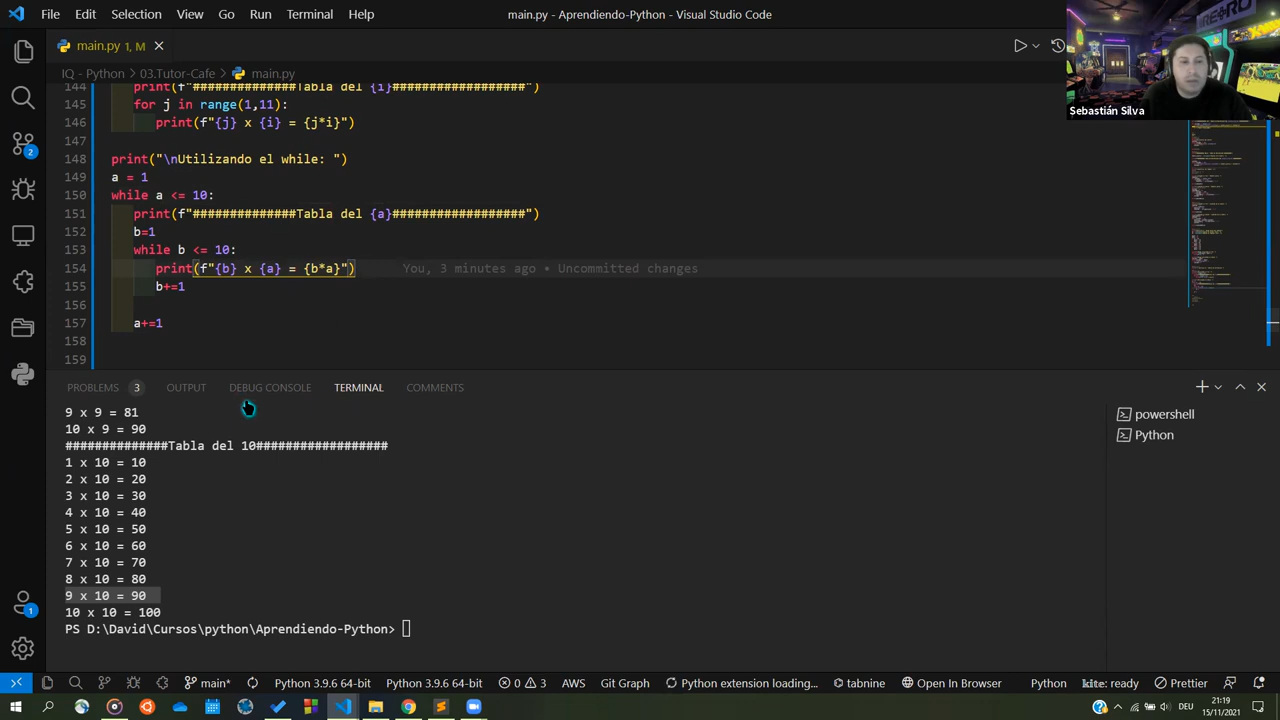 File Edit Selection View Go Run Terminal Help
main.py - Aprendiendo-Python - Visual Studio Code
main.py 1, M
IQ - Python > 03.Tutor-Cafe > main.py
144 print(f"##############Tabla del {i}##################")
145 for j in range(1,11):
146 print(f"{j} x {i} = {j*i}")
147
148 print("\nUtilizando el while: ")
149 a = 1
150 while a <= 10:
151 print(f"##############Tabla del {a}##################")
152 b=1
153 while b <= 10:
154 print(f"{b} x {a} = {b*a}") You, 3 minutes ago • Uncommitted changes
155 b+=1
156
157 a+=1
158
159
Sebastián Silva
2
PROBLEMS 3 OUTPUT DEBUG CONSOLE TERMINAL COMMENTS
9 x 9 = 81
10 x 9 = 90
##############Tabla del 10##################
1 x 10 = 10
2 x 10 = 20
3 x 10 = 30
4 x 10 = 40
5 x 10 = 50
6 x 10 = 60
7 x 10 = 70
8 x 10 = 80
9 x 10 = 90
10 x 10 = 100
PS D:\David\Cursos\python\Aprendiendo-Python>
powershell
Python
1
main* Python 3.9.6 64-bit Python 3.9.6 64-bit 0 3 AWS Git Graph Python extension loading... tabnine Open In Browser Python kite: ready Prettier
DEU
21:19
15/11/2021